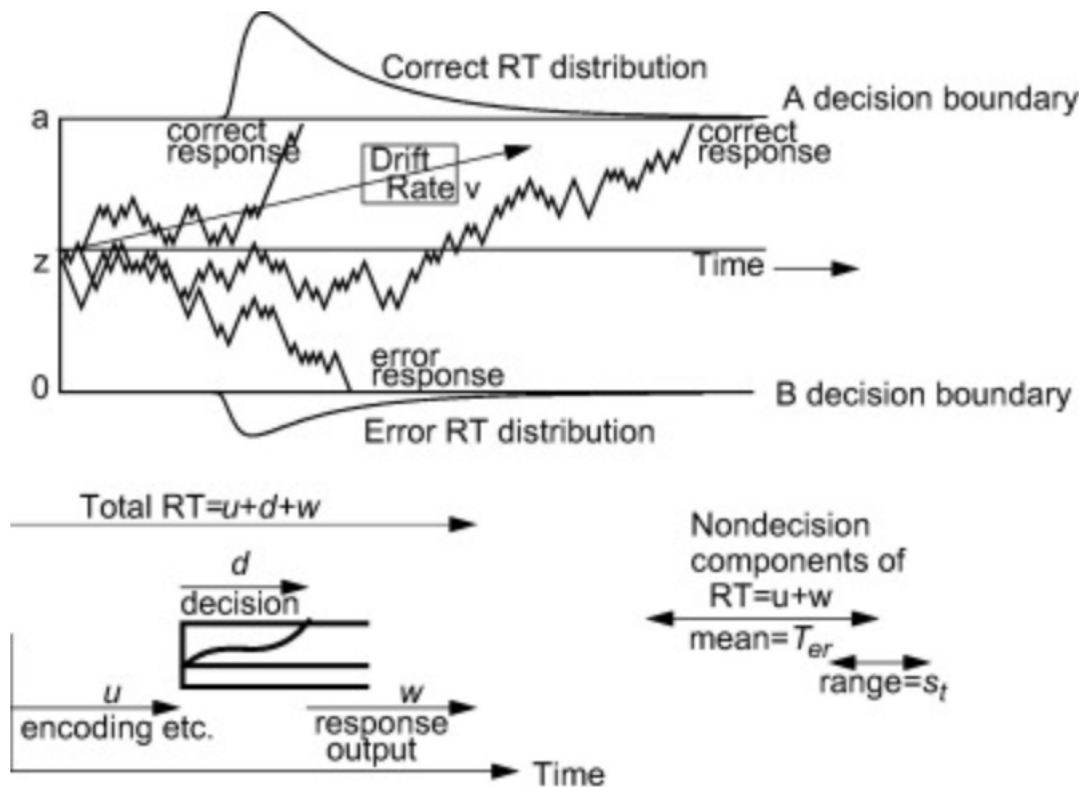 Correct RT distribution
A decision boundary
a
correct
response
correct
response
Drift
Rate v
z
Time
error
response
0
B decision boundary
Error RT distribution
Total RT=u+d+w
d
decision
u
encoding etc.
w
response
output
Time
Nondecision
components of
RT=u+w
mean=Ter
range=st